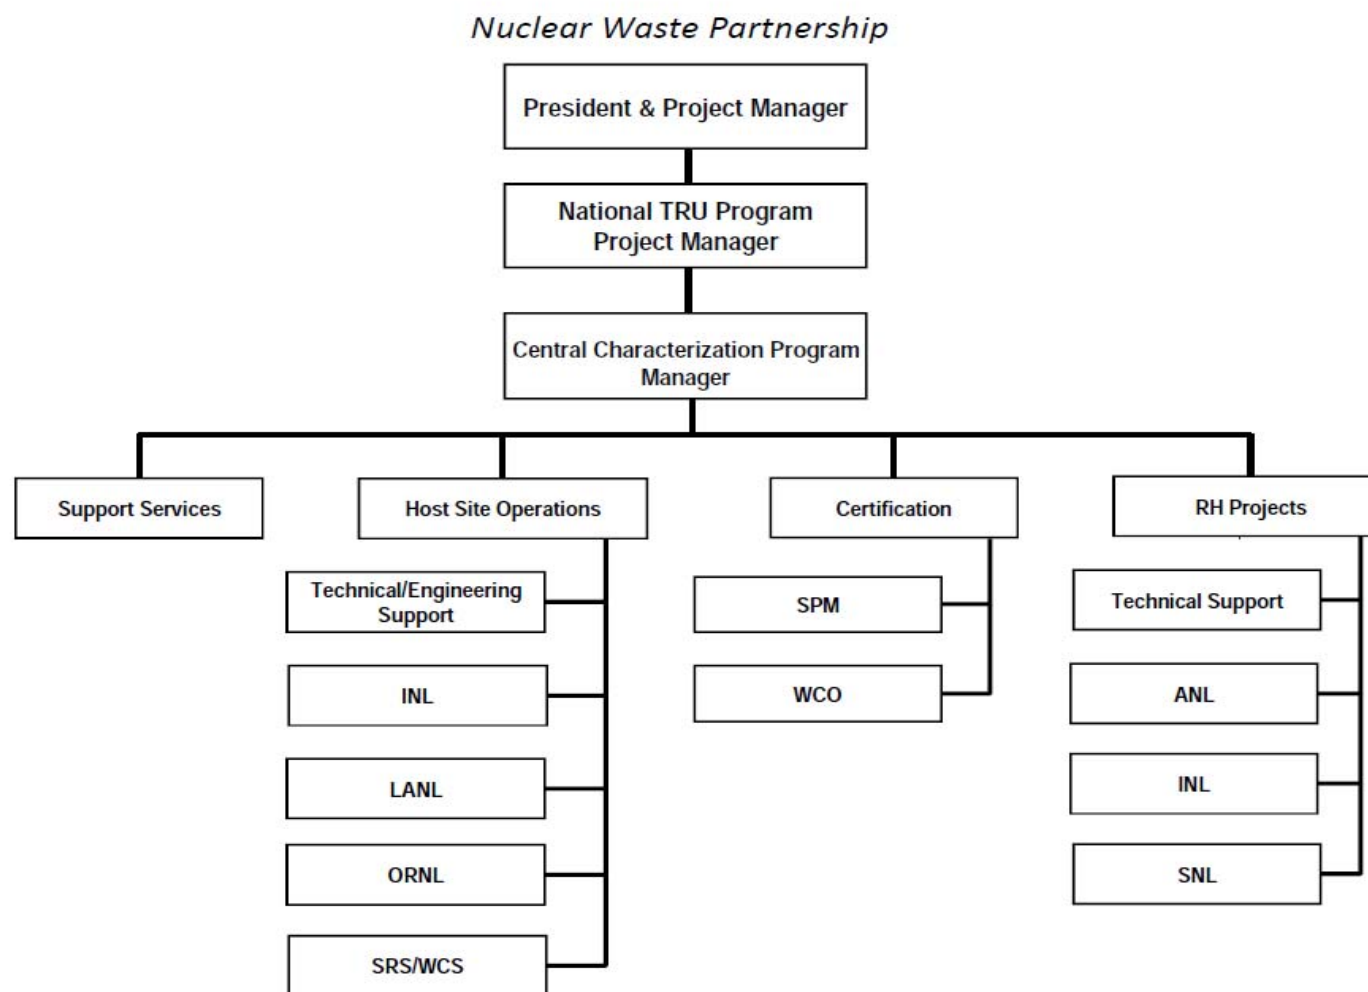 Nuclear Waste Partnership
President & Project Manager
National TRU Program
Project Manager
Central Characterization Program
Manager
Support Services
Host Site Operations
Certification
RH Projects
Technical/Engineering
Support
INL
LANL
ORNL
SRS/WCS
SPM
WCO
Technical Support
ANL
INL
SNL